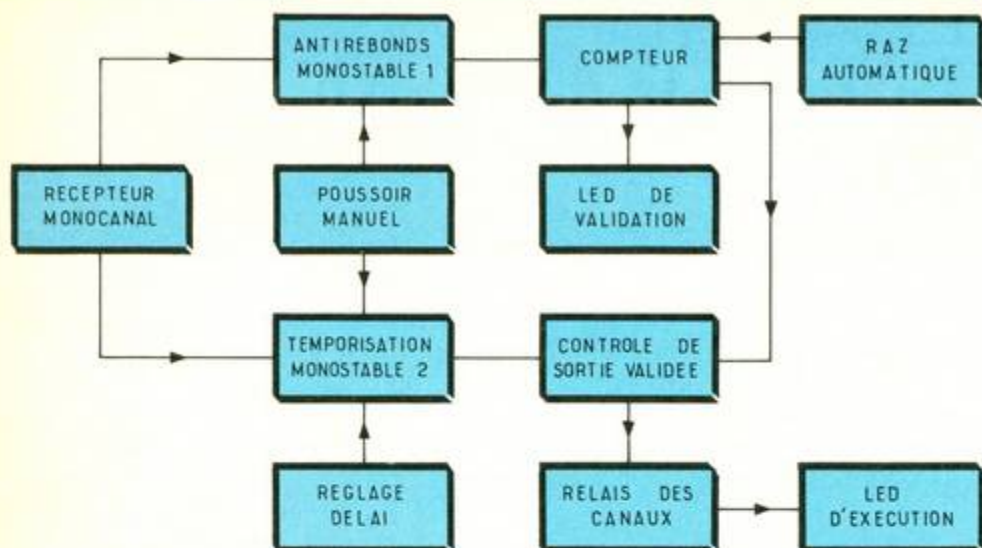 ANTIREBONDS
MONOSTABLE 1
COMPTEUR
RAZ
AUTOMATIQUE
RECEPTEUR
MONOCANAL
POUSSOIR
MANUEL
LED DE
VALIDATION
TEMPORISATION
MONOSTABLE 2
CONTROLE DE
SORTIE VALIDEE
REGLAGE
DELAI
RELAIS DES
CANAUX
LED
D'EXECUTION